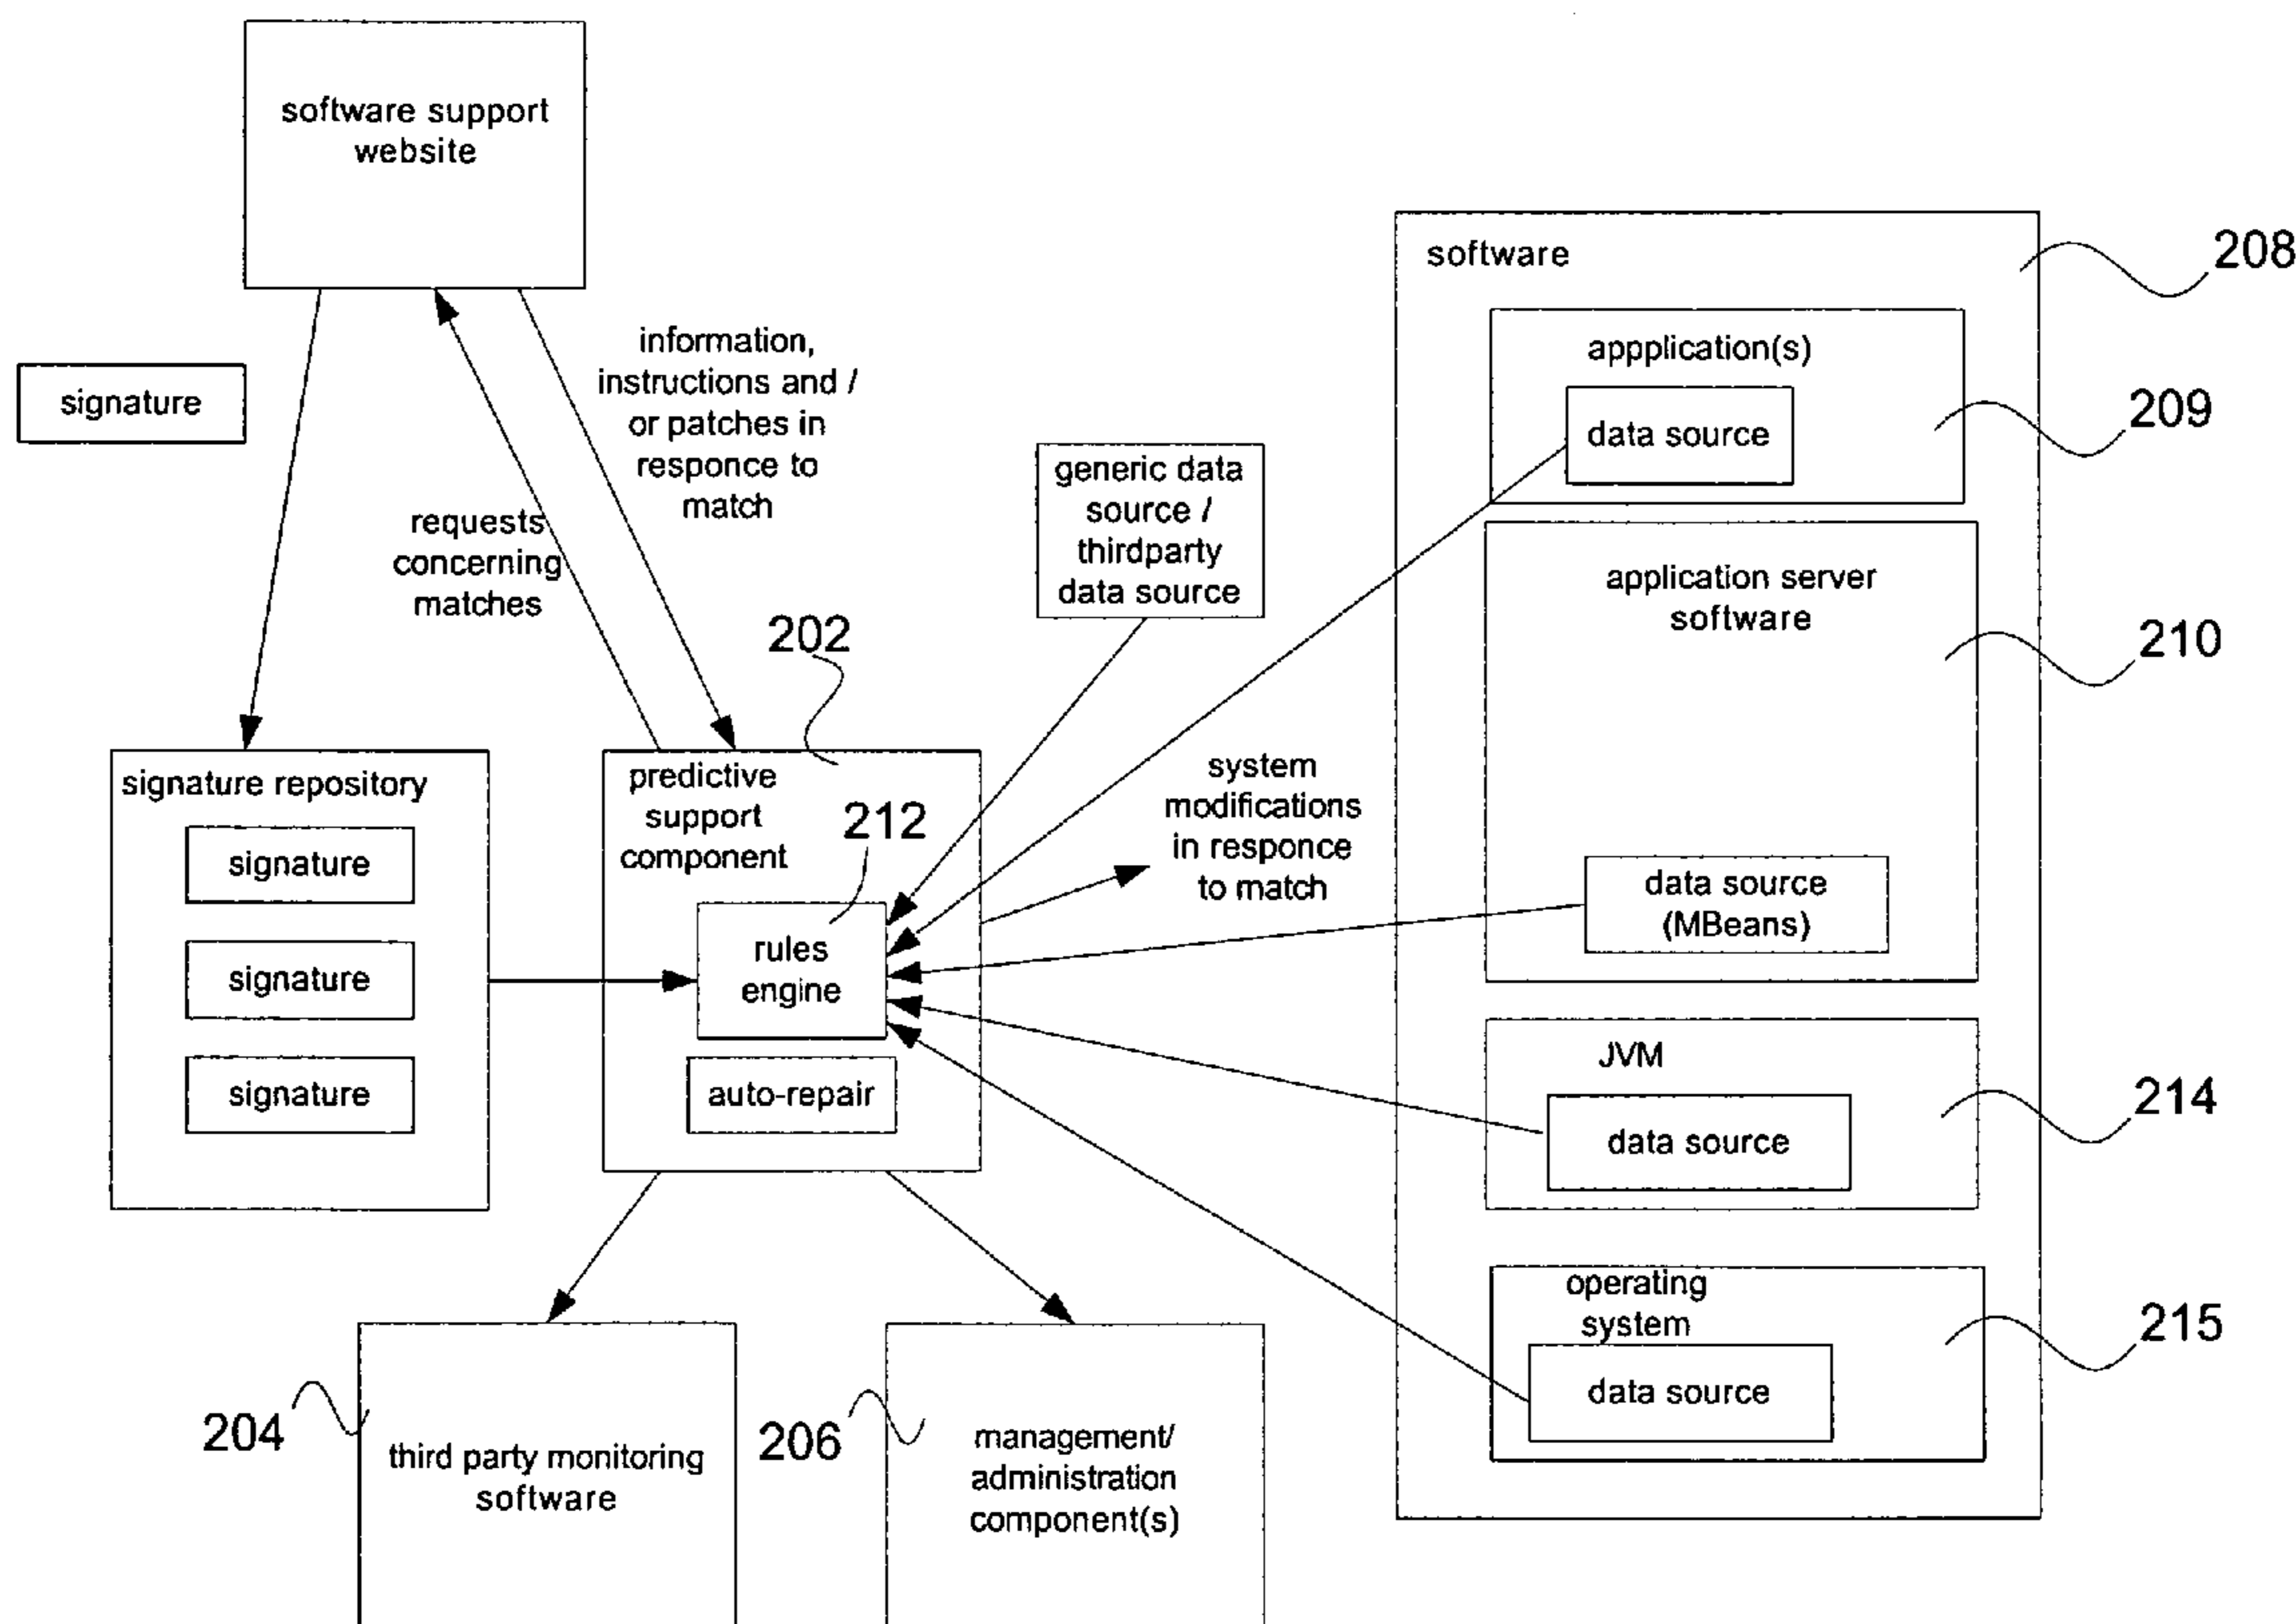 software support
website
signature
information,
instructions and /
or patches in
responce to
match
requests
concerning
matches
generic data
source /
thirdparty
data source
202
signature repository
signature
signature
signature
predictive
support
component
212
rules
engine
auto-repair
system
modifications
in responce
to match
204
third party monitoring
software
206
management/
administration
component(s)
software
208
appplication(s)
data source
209
application server
software
210
data source
(MBeans)
JVM
data source
214
operating
system
data source
215